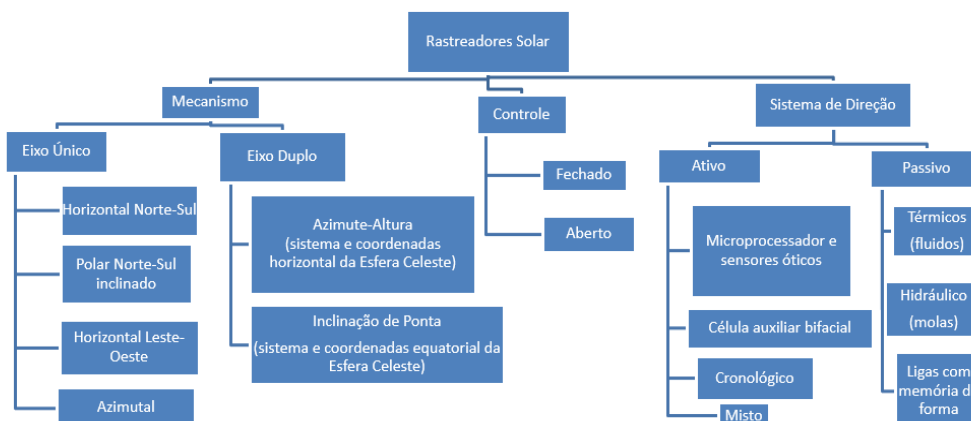 Rastreadores Solar
Mecanismo
Controle
Sistema de Direção
Eixo Único
Eixo Duplo
Fechado
Aberto
Ativo
Passivo
Horizontal Norte-Sul
Polar Norte-Sul
inclinado
Horizontal Leste-
Oeste
Azimutal
Azimute-Altura
(sistema e coordenadas
horizontal da Esfera Celeste)
Inclinação de Ponta
(sistema e coordenadas equatorial da
Esfera Celeste)
Microprocessador e
sensores óticos
Célula auxiliar bifacial
Cronológico
Misto
Térmicos
(fluidos)
Hidráulico
(molas)
Ligas com
memória d
forma